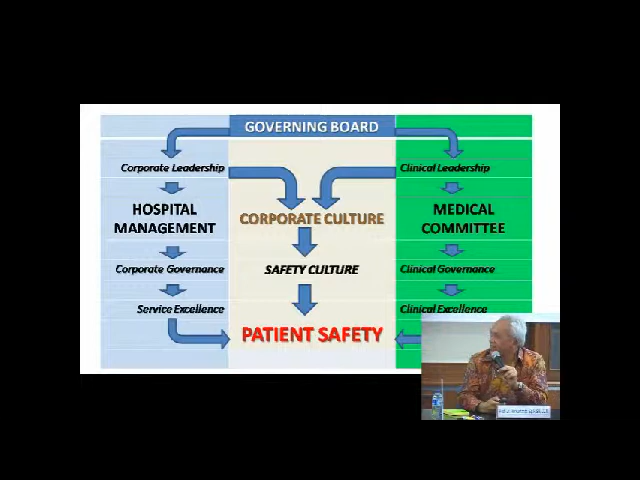 GOVERNING BOARD
Corporate Leadership
Clinical Leadership
HOSPITAL
MANAGEMENT
CORPORATE CULTURE
MEDICAL
COMMITTEE
Corporate Governance
SAFETY CULTURE
Clinical Governance
Service Excellence
Clinical Excellence
PATIENT SAFETY